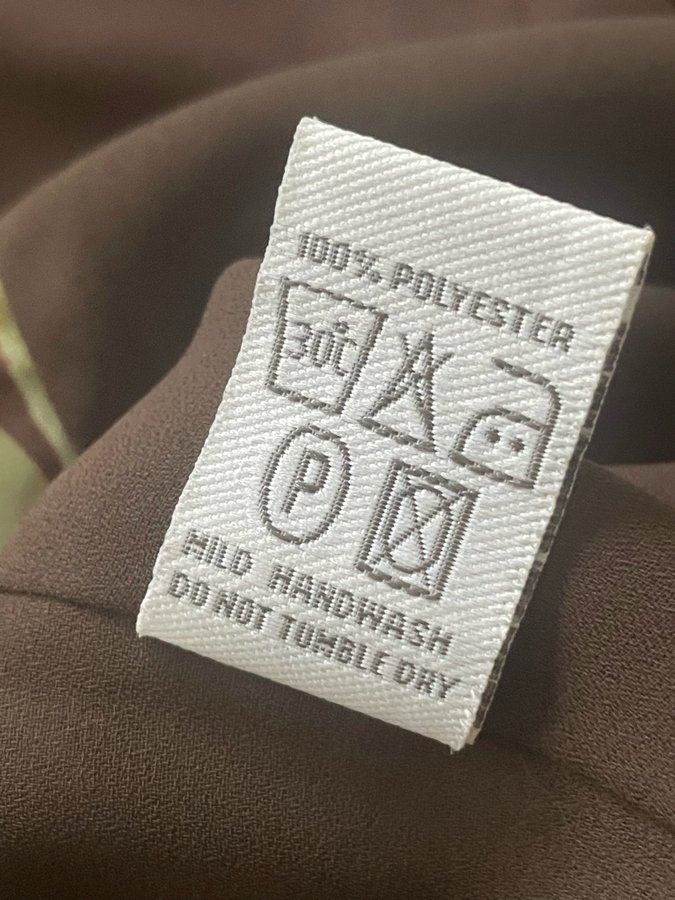 100% POLYESTER
30°C
P
MILD HANDWASH
DO NOT TUMBLE DRY